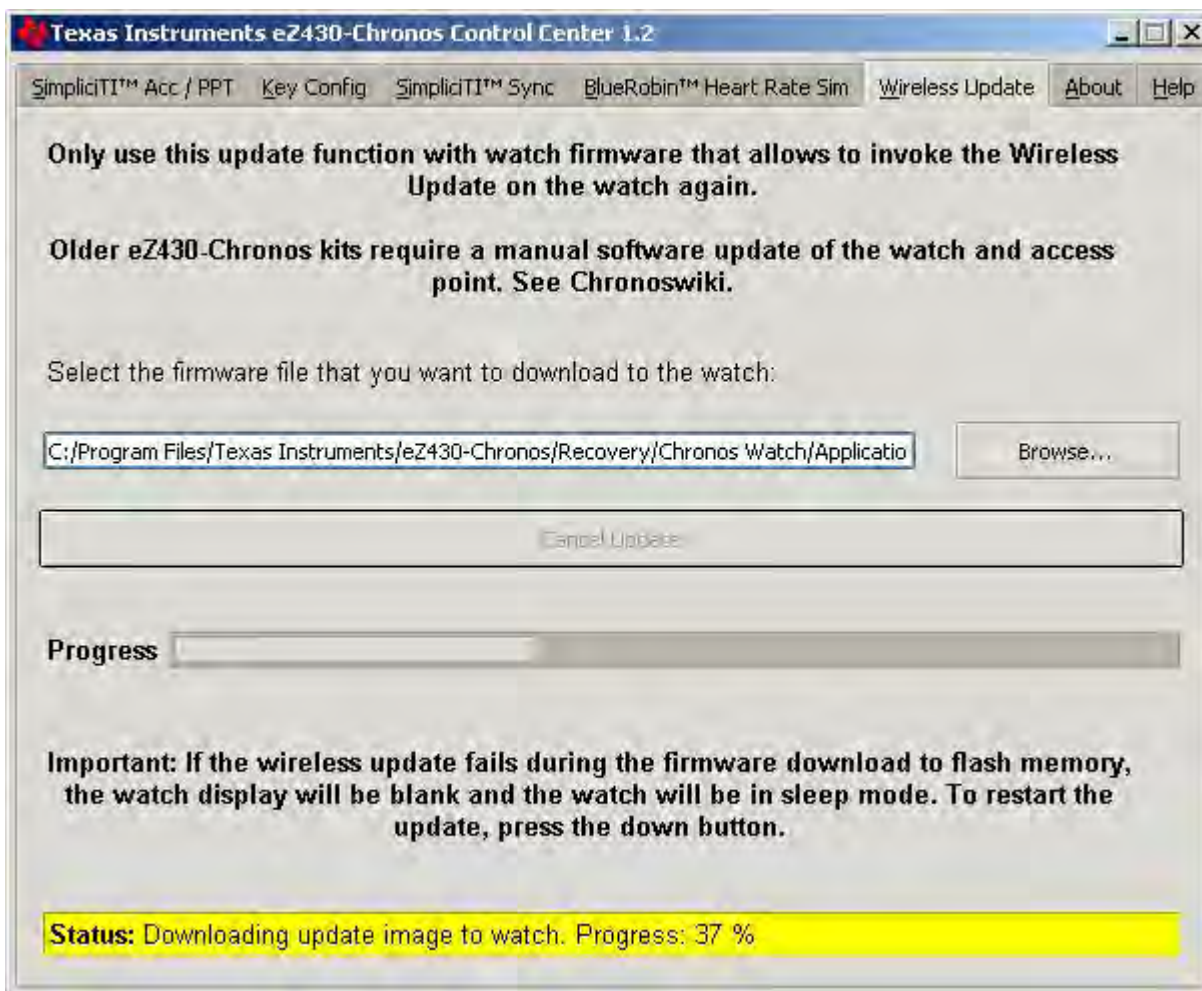 Texas Instruments eZ430-Chronos Control Center 1.2
SimpliciTI™ Acc / PPT Key Config SimpliciTI™ Sync BlueRobin™ Heart Rate Sim Wireless Update About Help
Only use this update function with watch firmware that allows to invoke the Wireless
Update on the watch again.
Older eZ430-Chronos kits require a manual software update of the watch and access
point. See Chronoswiki.
Select the firmware file that you want to download to the watch:
C:/Program Files/Texas Instruments/eZ430-Chronos/Recovery/Chronos Watch/Applicatio Browse...
Cancel Update
Progress
Important: If the wireless update fails during the firmware download to flash memory,
the watch display will be blank and the watch will be in sleep mode. To restart the
update, press the down button.
Status: Downloading update image to watch. Progress: 37 %